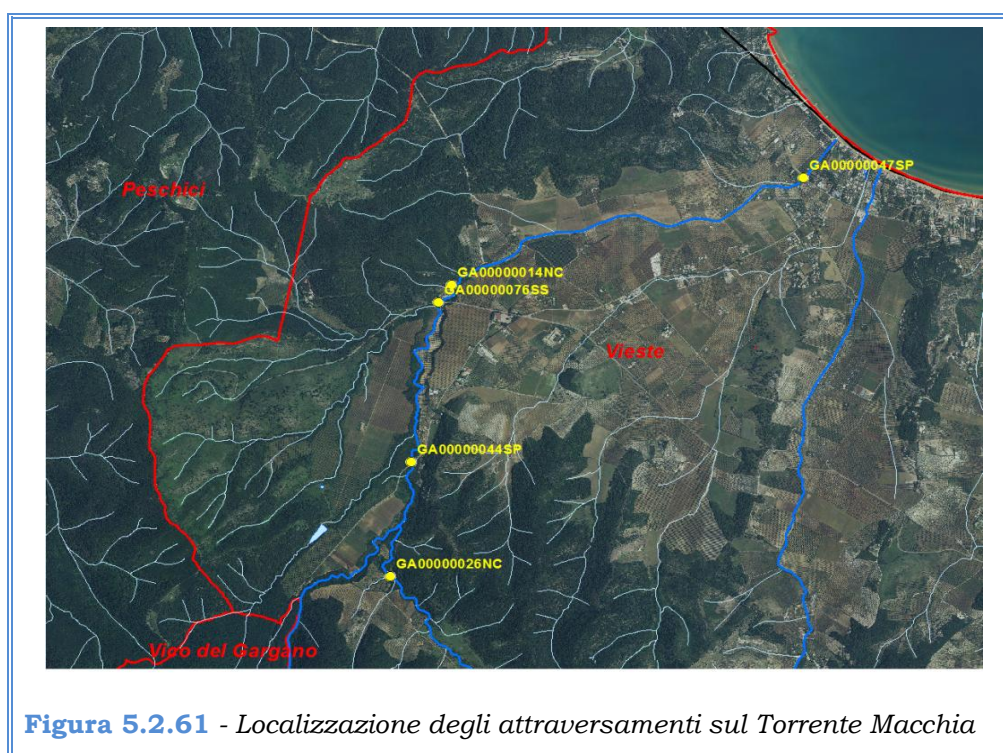 GA00000047SP
Peschici
GA00000014NC
GA00000076SS
Vieste
GA00000044SP
GA00000026NC
Vico del Gargano
Figura 5.2.61 - Localizzazione degli attraversamenti sul Torrente Macchia